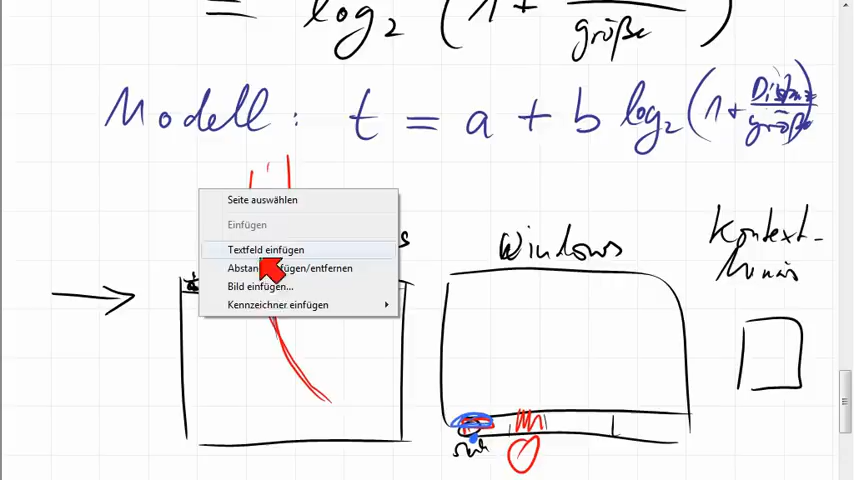 = log₂ (1 +
größe )
Modell : t = a + b log₂ (1 + Distanz
größe )
Seite auswählen
Einfügen
Textfeld einfügen
Abstan fügen/entfernen
Bild einfügen...
Kennzeichner einfügen
s
Windows
Kontext-
Menüs